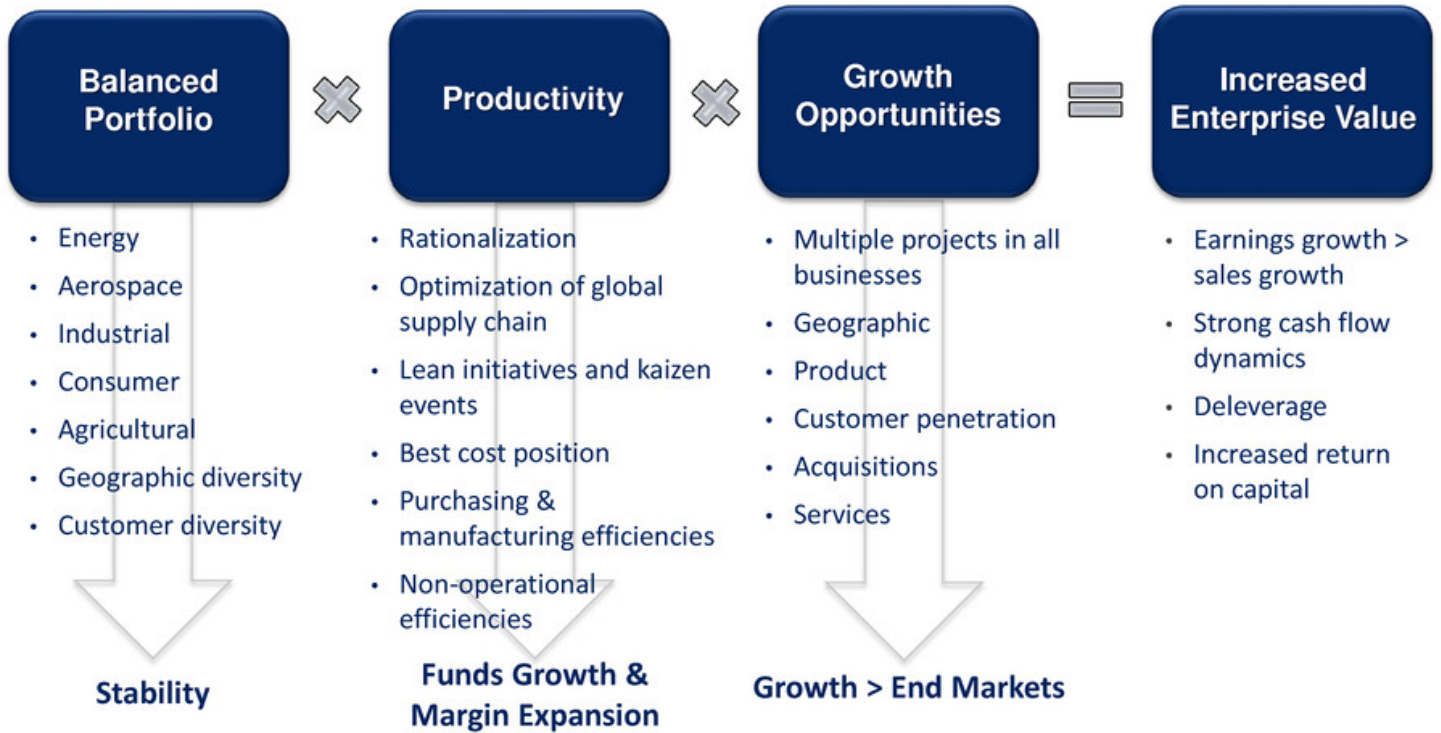 Balanced
Portfolio
• Energy
• Aerospace
• Industrial
• Consumer
• Agricultural
• Geographic diversity
• Customer diversity
Stability
Productivity
• Rationalization
• Optimization of global
supply chain
• Lean initiatives and kaizen
events
• Best cost position
• Purchasing &
manufacturing efficiencies
• Non-operational
efficiencies
Funds Growth &
Margin Expansion
Growth
Opportunities
• Multiple projects in all
businesses
• Geographic
• Product
• Customer penetration
• Acquisitions
• Services
Growth > End Markets
Increased
Enterprise Value
• Earnings growth >
sales growth
• Strong cash flow
dynamics
• Deleverage
• Increased return
on capital